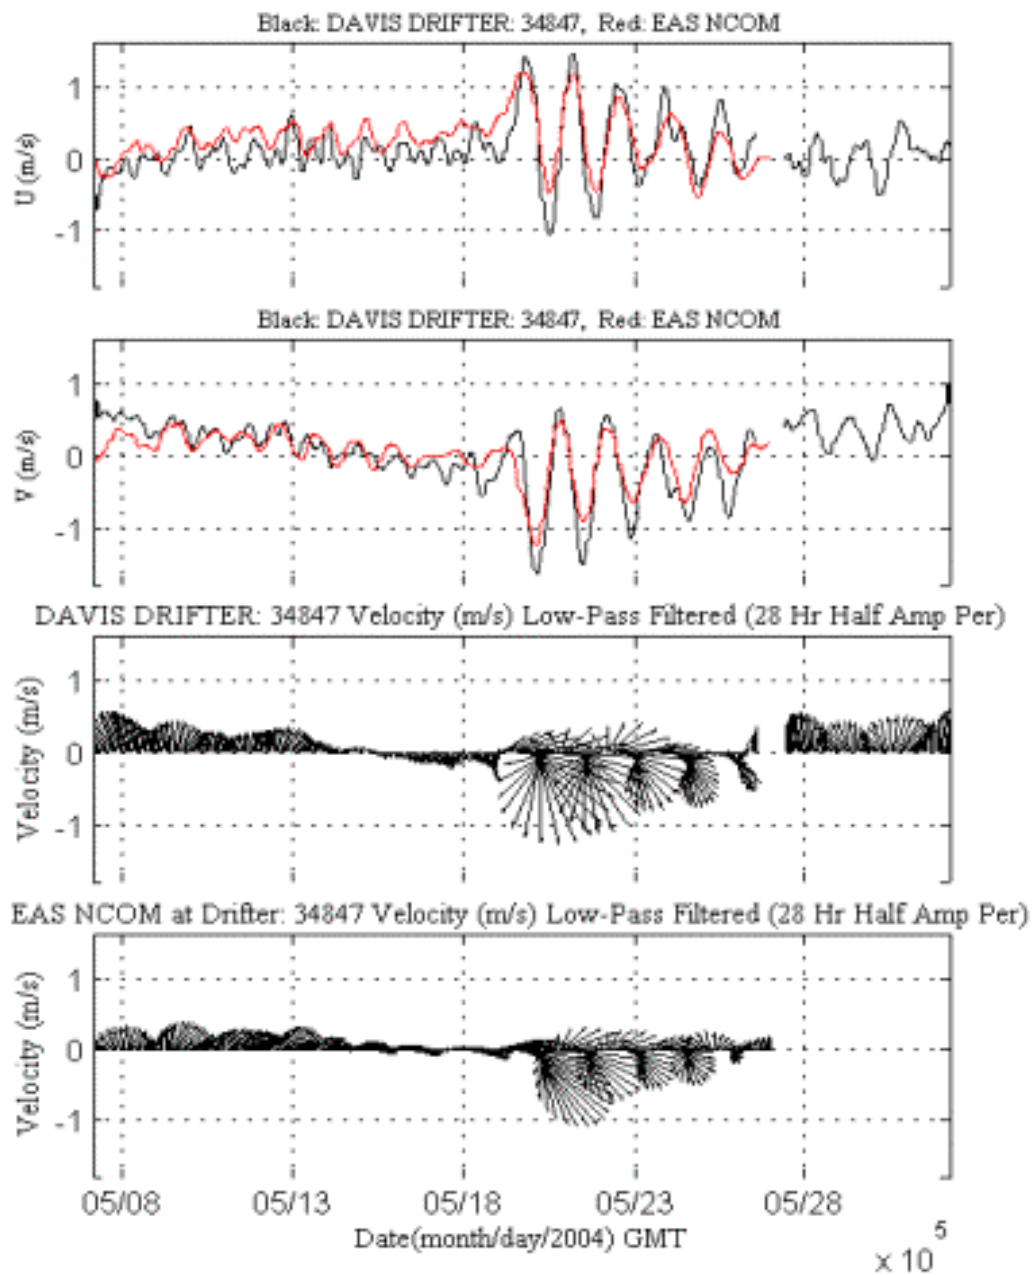 Black: DAVIS DRIFTER: 34847, Red: EAS NCOM
1
0
-1
U (m/s)
Black: DAVIS DRIFTER: 34847, Red: EAS NCOM
1
0
-1
V (m/s)
DAVIS DRIFTER: 34847 Velocity (m/s) Low-Pass Filtered (28 Hr Half Amp Per)
1
0
-1
Velocity (m/s)
EAS NCOM at Drifter: 34847 Velocity (m/s) Low-Pass Filtered (28 Hr Half Amp Per)
1
0
-1
Velocity (m/s)
05/08 05/13 05/18 05/23 05/28
Date(month/day/2004) GMT
x 10^5